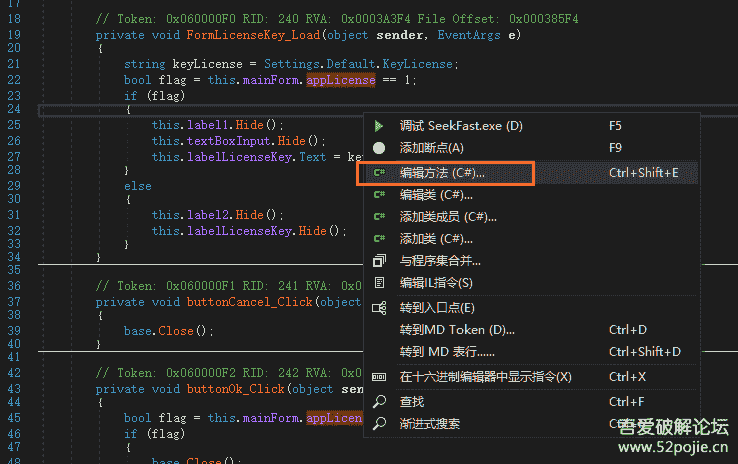 17
18 // Token: 0x060000F0 RID: 240 RVA: 0x0003A3F4 File Offset: 0x000385F4
19 private void FormLicenseKey_Load(object sender, EventArgs e)
20 {
21 string keyLicense = Settings.Default.KeyLicense;
22 bool flag = this.mainForm.appLicense == 1;
23 if (flag)
24 {
25 this.label1.Hide();
26 this.textBoxInput.Hide();
27 this.labelLicenseKey.Text = ke
28 }
29 else
30 {
31 this.label2.Hide();
32 this.labelLicenseKey.Hide();
33 }
34 }
35
36 // Token: 0x060000F1 RID: 241 RVA: 0x0
37 private void buttonCancel_Click(object
38 {
39 base.Close();
40 }
41
42 // Token: 0x060000F2 RID: 242 RVA: 0x0
43 private void buttonOk_Click(object sen
44 {
45 bool flag = this.mainForm.appLicen
46 if (flag)
47 {
48 base.Close();
调试 SeekFast.exe (D) F5
添加断点(A) F9
C# 编辑方法 (C#)... Ctrl+Shift+E
C# 编辑类 (C#)...
C# 添加类成员 (C#)...
C# 添加类 (C#)...
与程序集合并...
编辑IL指令(S)
转到入口点(E)
转到MD Token (D)... Ctrl+D
转到 MD 表行...... Ctrl+Shift+D
在十六进制编辑器中显示指令(X) Ctrl+X
查找 Ctrl+F
渐进式搜索
吾爱破解论坛
www.52pojie.cn